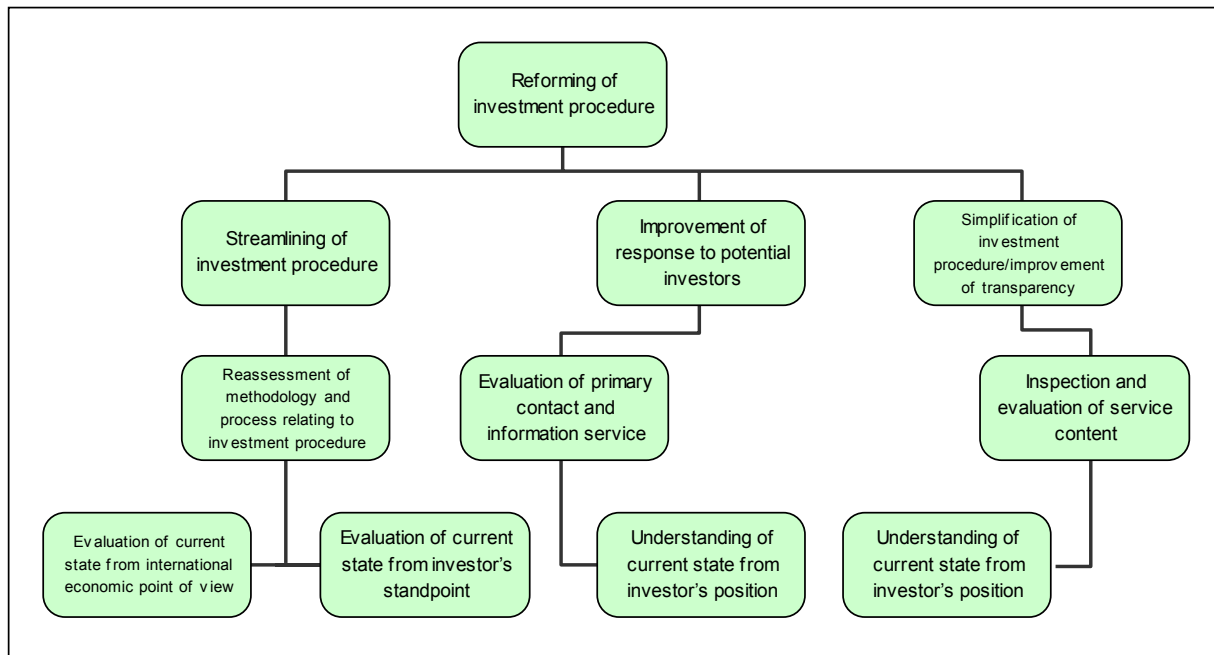 Reforming of
investment procedure
Streamlining of
investment procedure
Improvement of
response to potential
investors
Simplification of
investment
procedure/improvement
of transparency
Reassessment of
methodology and
process relating to
investment procedure
Evaluation of primary
contact and
information service
Inspection and
evaluation of service
content
Evaluation of current
state from international
economic point of view
Evaluation of current
state from investor's
standpoint
Understanding of
current state from
investor's position
Understanding of
current state from
investor's position